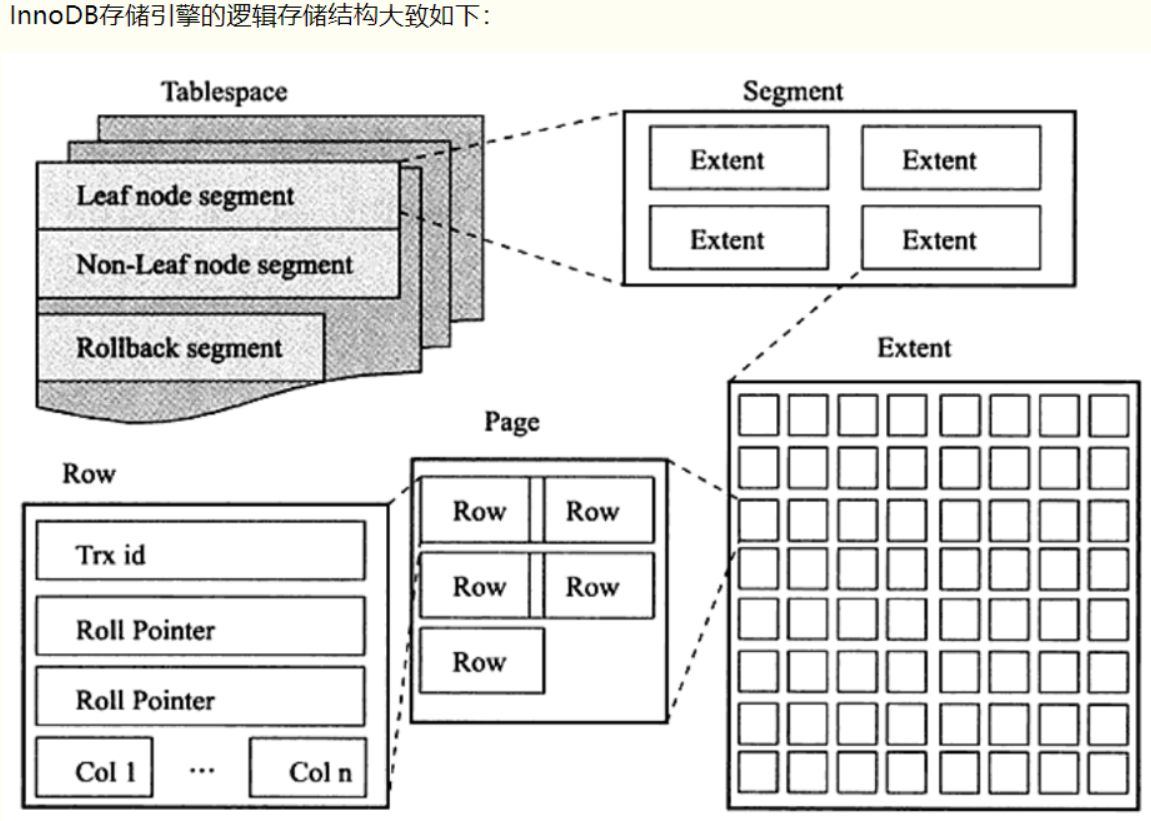 InnoDB存储引擎的逻辑存储结构大致如下：
Tablespace
Leaf node segment
Non-Leaf node segment
Rollback segment
Segment
Extent
Extent
Extent
Extent
Extent
Page
Row
Row
Row
Row
Row
Row
Trx id
Roll Pointer
Roll Pointer
Col 1
...
Col n